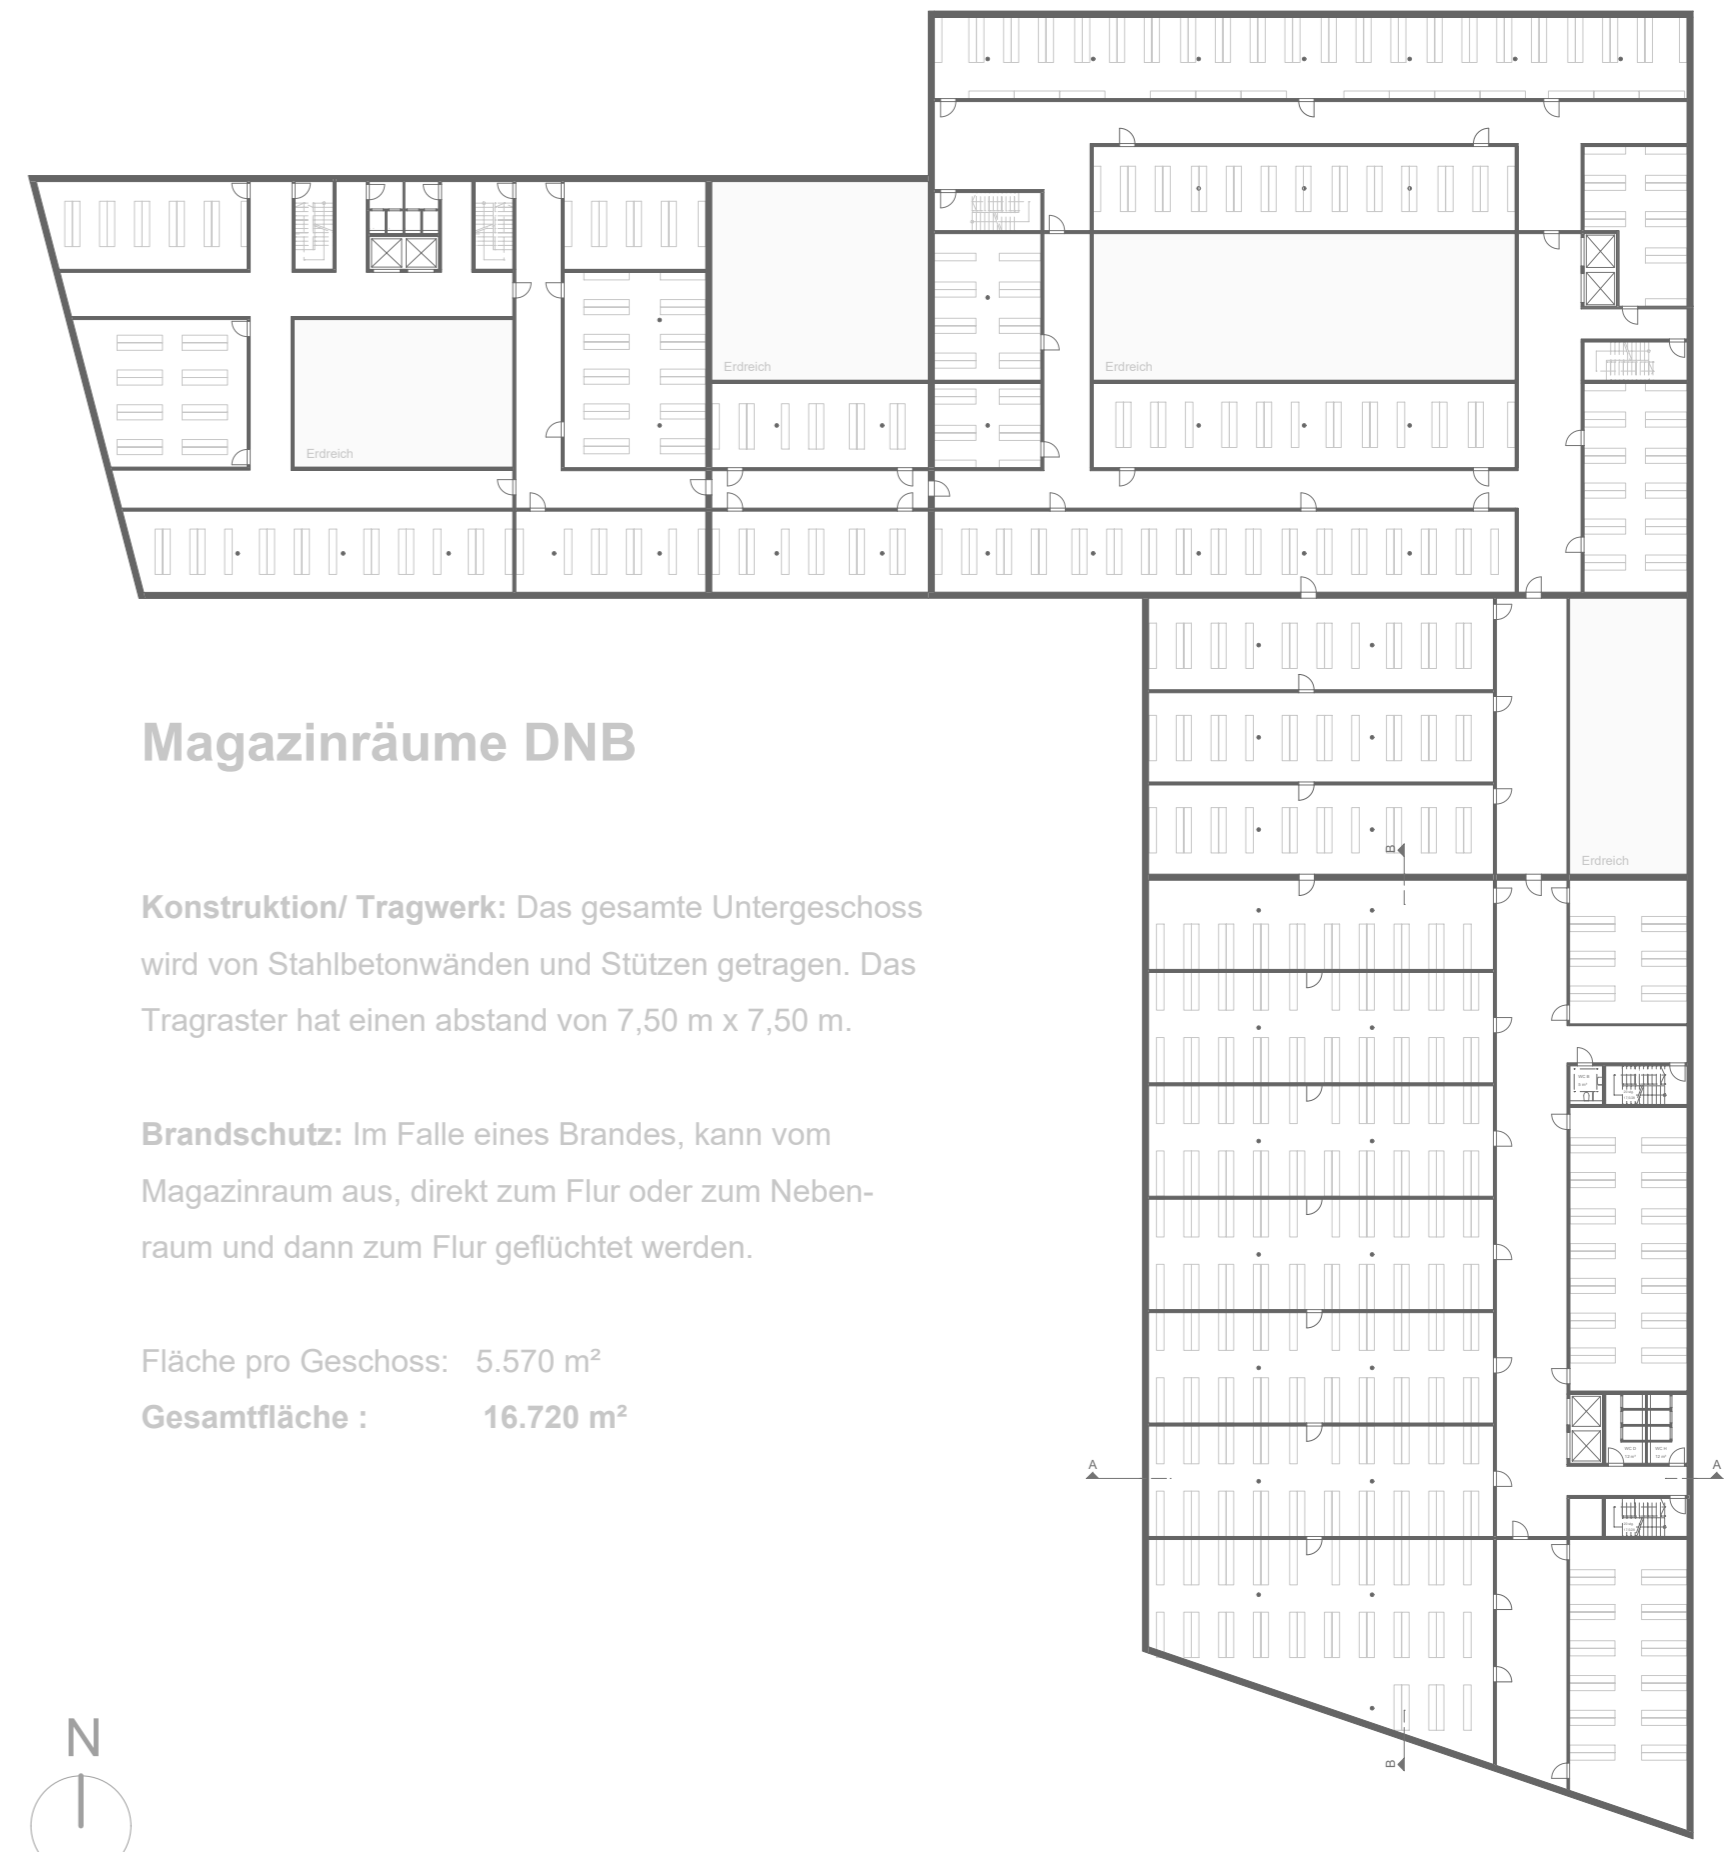 Erdreich
Erdreich
Erdreich
Magazinräume DNB
Konstruktion/ Tragwerk: Das gesamte Untergeschoss
wird von Stahlbetonwänden und Stützen getragen. Das
Tragraster hat einen abstand von 7,50 m x 7,50 m.
Brandschutz: Im Falle eines Brandes, kann vom
Magazinraum aus, direkt zum Flur oder zum Neben-
raum und dann zum Flur geflüchtet werden.
Fläche pro Geschoss: 5.570 m²
Gesamtfläche : 16.720 m²
B
Erdreich
WC B
WC D
WC H
A
A
B
N